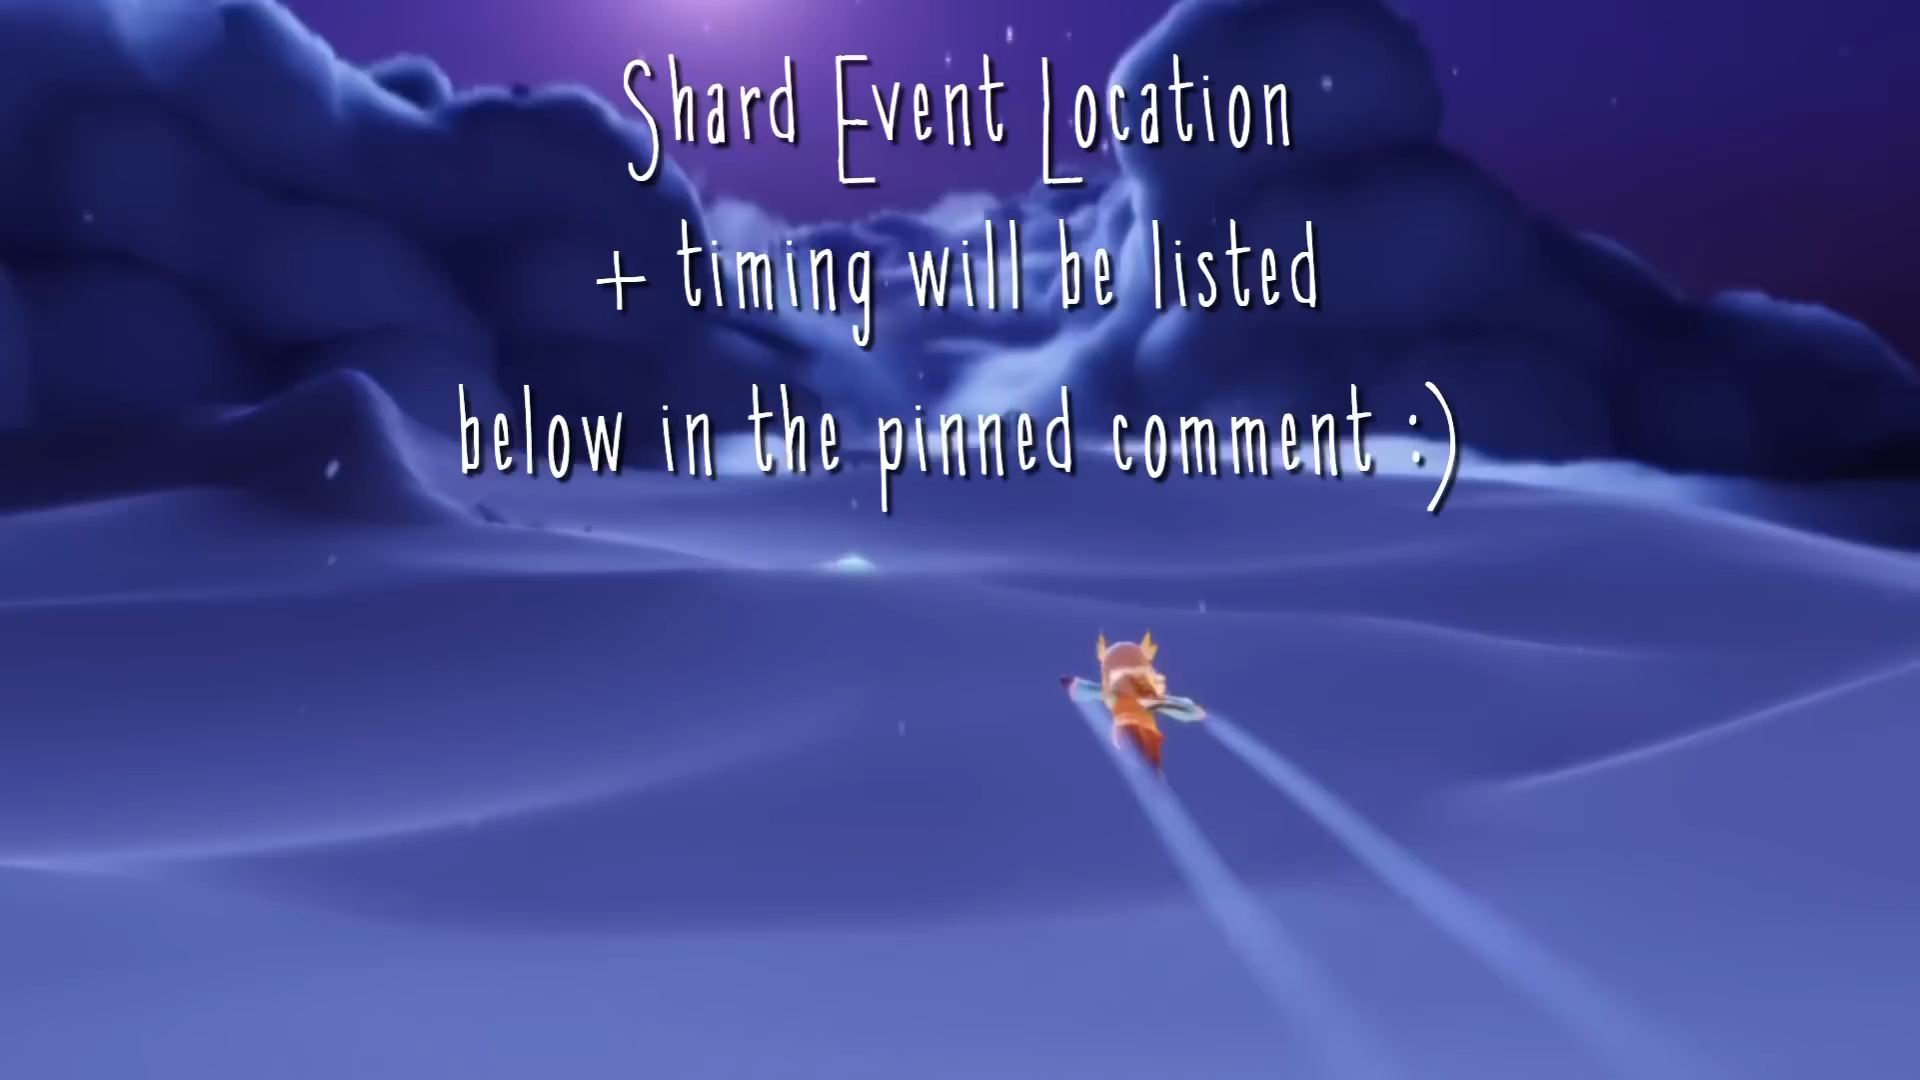 Shard Event Location
+ timing will be listed
below in the pinned comment :)